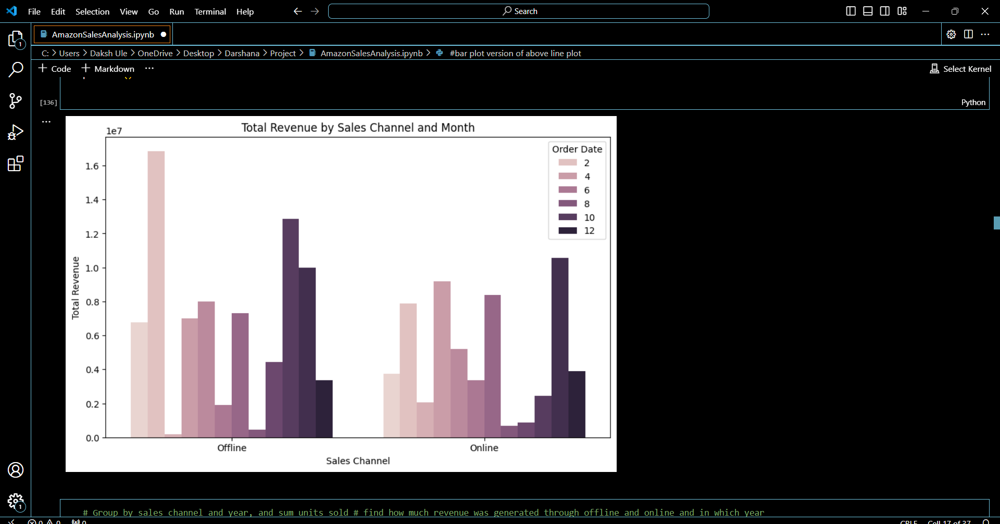 File Edit Selection View Go Run Terminal Help
Search
AmazonSalesAnalysis.ipynb
C: > Users > Daksh Ule > OneDrive > Desktop > Darshana > Project > AmazonSalesAnalysis.ipynb > #bar plot version of above line plot
+ Code + Markdown ...
Select Kernel
[136]
Python
Total Revenue by Sales Channel and Month
1e7
Order Date
2
4
6
8
10
12
1.6
1.4
1.2
1.0
0.8
0.6
0.4
0.2
0.0
Total Revenue
Offline Online
Sales Channel
1
1
# Group by sales channel and year, and sum units sold # find how much revenue was generated through offline and online and in which year
0 0 0
CRLF Cell 17 of 37